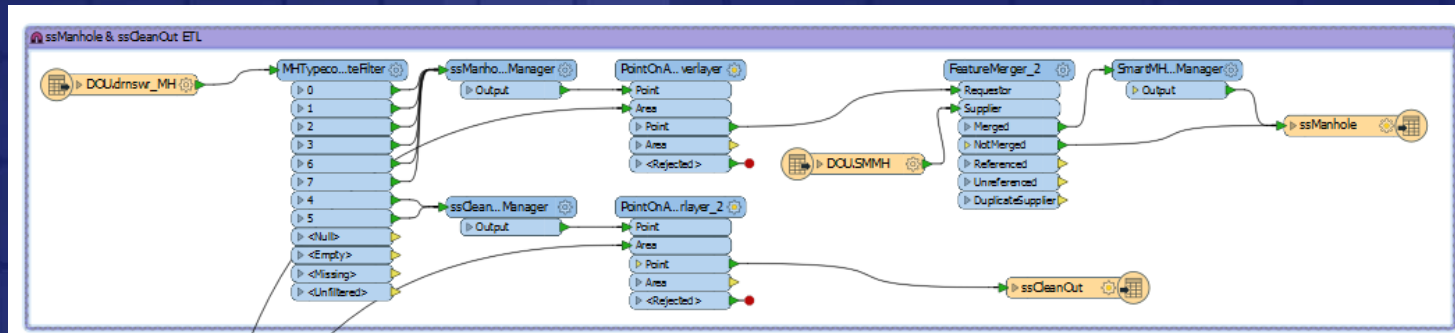 ssManhole & ssCleanOut ETL
DOU.drnswr_MH
MHTypeco...teFilter
0
1
2
3
6
7
4
5
<Null>
<Empty>
<Missing>
<Unfiltered>
ssManho...Manager
Output
ssClean...Manager
Output
PointOnA...verlayer
Point
Area
Point
Area
<Rejected>
PointOnA...rlayer_2
Point
Area
Point
Area
<Rejected>
DOU.SMMH
FeatureMerger_2
Requestor
Supplier
Merged
NotMerged
Referenced
Unreferenced
DuplicateSupplier
SmartMH...Manager
Output
ssManhole
ssCleanOut